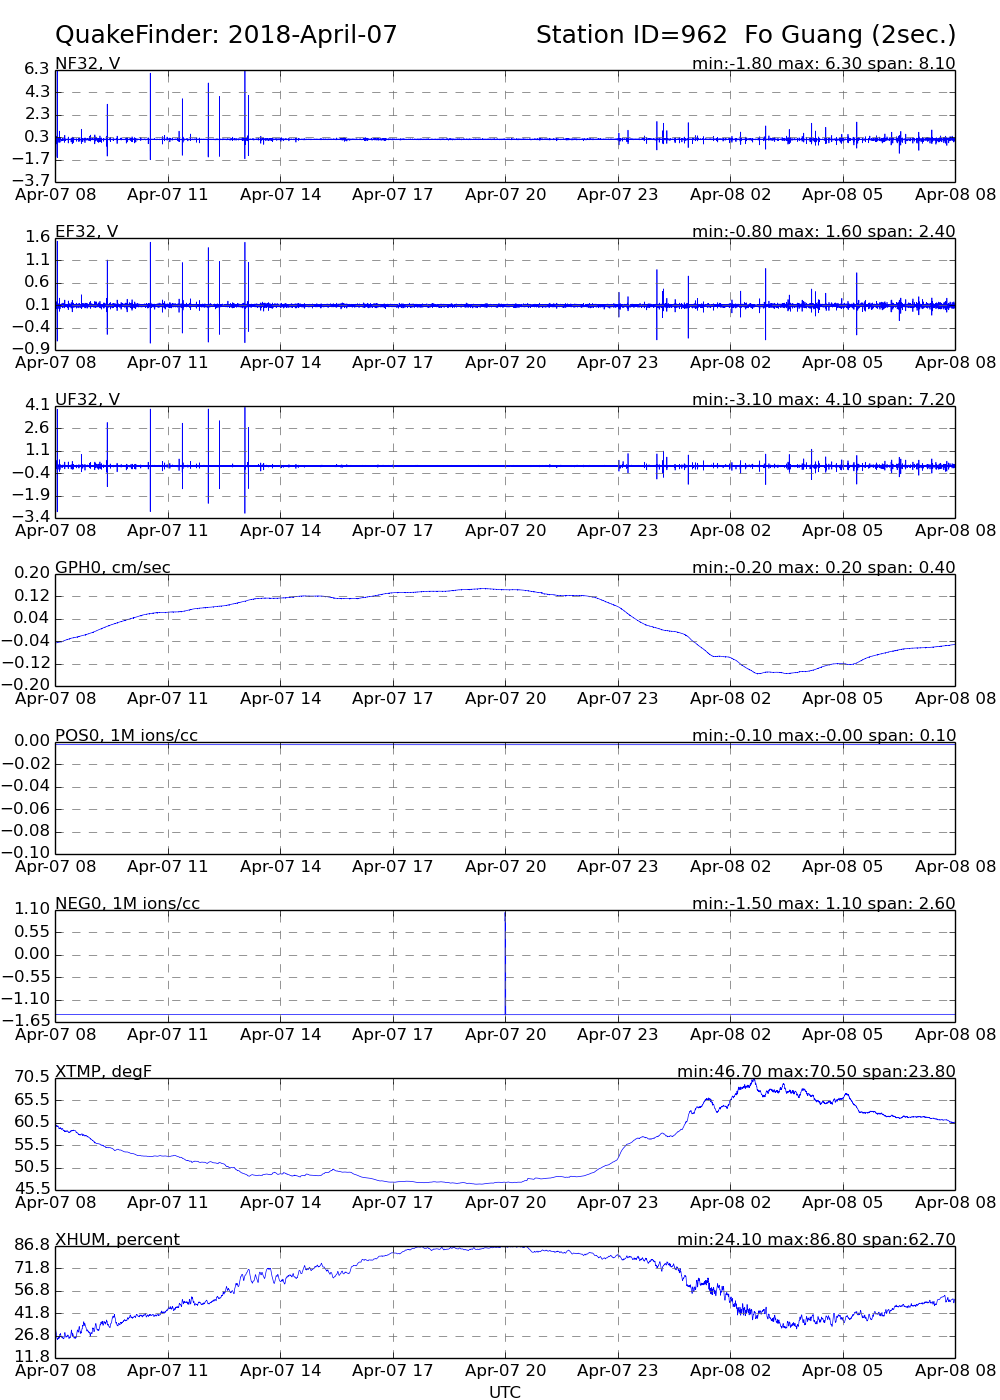 QuakeFinder: 2018-April-07 Station ID=962 Fo Guang (2sec.)
NF32, V min:-1.80 max: 6.30 span: 8.10
6.3
4.3
2.3
0.3
−1.7
−3.7
Apr-07 08 Apr-07 11 Apr-07 14 Apr-07 17 Apr-07 20 Apr-07 23 Apr-08 02 Apr-08 05 Apr-08 08
EF32, V min:-0.80 max: 1.60 span: 2.40
1.6
1.1
0.6
0.1
−0.4
−0.9
Apr-07 08 Apr-07 11 Apr-07 14 Apr-07 17 Apr-07 20 Apr-07 23 Apr-08 02 Apr-08 05 Apr-08 08
UF32, V min:-3.10 max: 4.10 span: 7.20
4.1
2.6
1.1
−0.4
−1.9
−3.4
Apr-07 08 Apr-07 11 Apr-07 14 Apr-07 17 Apr-07 20 Apr-07 23 Apr-08 02 Apr-08 05 Apr-08 08
GPH0, cm/sec min:-0.20 max: 0.20 span: 0.40
0.20
0.12
0.04
−0.04
−0.12
−0.20
Apr-07 08 Apr-07 11 Apr-07 14 Apr-07 17 Apr-07 20 Apr-07 23 Apr-08 02 Apr-08 05 Apr-08 08
POS0, 1M ions/cc min:-0.10 max:-0.00 span: 0.10
0.00
−0.02
−0.04
−0.06
−0.08
−0.10
Apr-07 08 Apr-07 11 Apr-07 14 Apr-07 17 Apr-07 20 Apr-07 23 Apr-08 02 Apr-08 05 Apr-08 08
NEG0, 1M ions/cc min:-1.50 max: 1.10 span: 2.60
1.10
0.55
0.00
−0.55
−1.10
−1.65
Apr-07 08 Apr-07 11 Apr-07 14 Apr-07 17 Apr-07 20 Apr-07 23 Apr-08 02 Apr-08 05 Apr-08 08
XTMP, degF min:46.70 max:70.50 span:23.80
70.5
65.5
60.5
55.5
50.5
45.5
Apr-07 08 Apr-07 11 Apr-07 14 Apr-07 17 Apr-07 20 Apr-07 23 Apr-08 02 Apr-08 05 Apr-08 08
XHUM, percent min:24.10 max:86.80 span:62.70
86.8
71.8
56.8
41.8
26.8
11.8
Apr-07 08 Apr-07 11 Apr-07 14 Apr-07 17 Apr-07 20 Apr-07 23 Apr-08 02 Apr-08 05 Apr-08 08
UTC